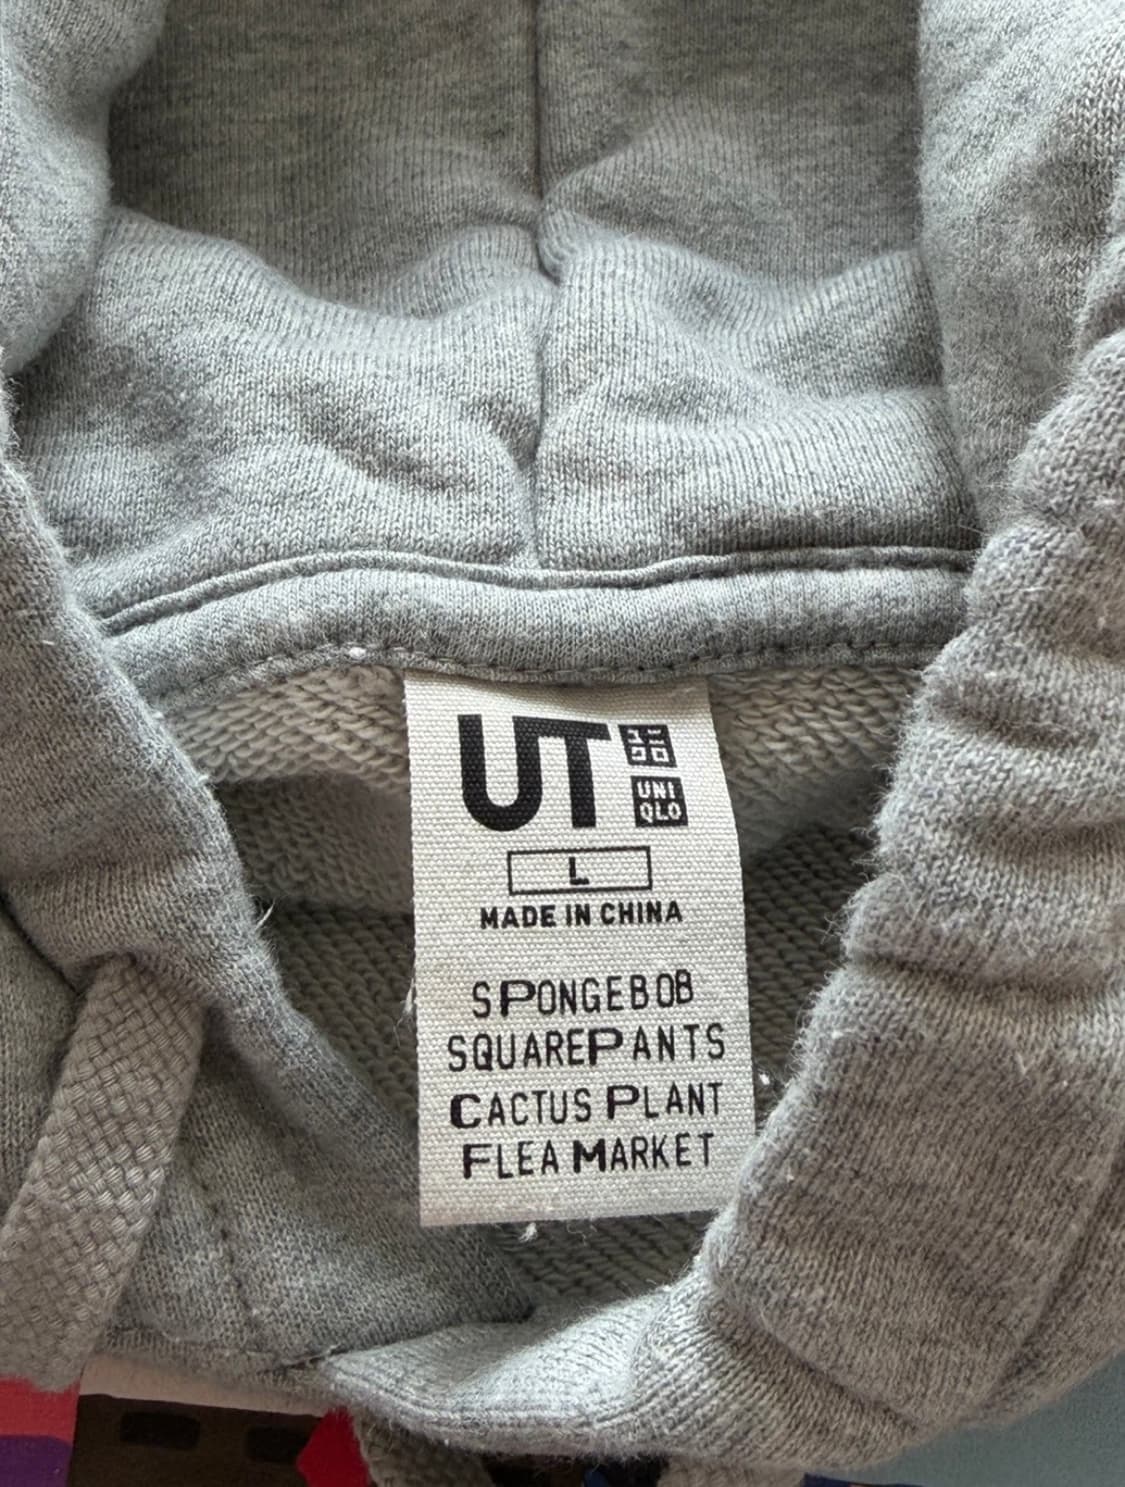 UT ユニクロ
UNI
QLO
L
MADE IN CHINA
SPONGEBOB
SQUAREPANTS
CACTUS PLANT
FLEA MARKET